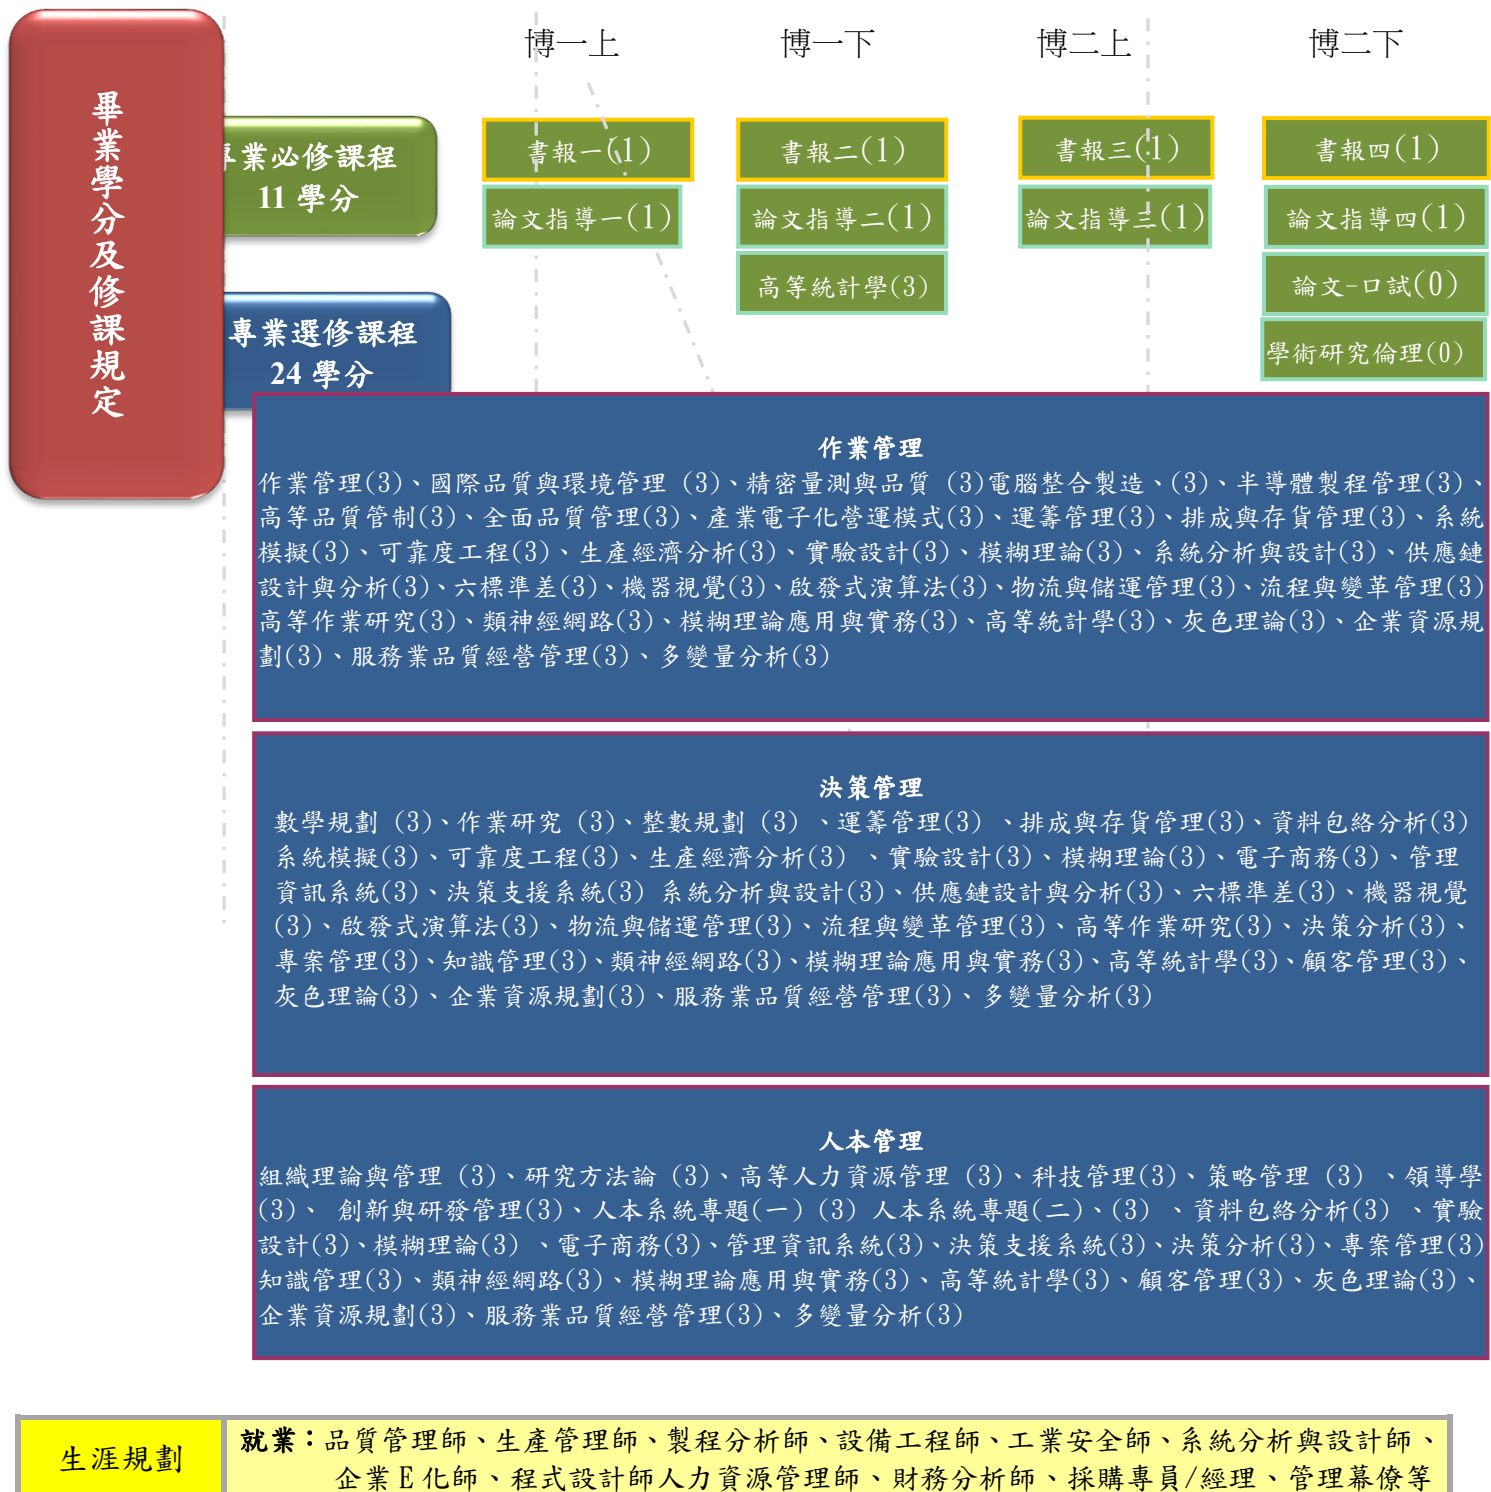 畢業學分及修課規定
博一上 博一下 博二上 博二下
專業必修課程
11 學分
書報一(1) 書報二(1) 書報三(1) 書報四(1)
論文指導一(1) 論文指導二(1) 論文指導三(1) 論文指導四(1)
高等統計學(3) 論文-口試(0)
專業選修課程
24 學分
學術研究倫理(0)
作業管理
作業管理(3)、國際品質與環境管理 (3)、精密量測與品質 (3)電腦整合製造、(3)、半導體製程管理(3)、
高等品質管制(3)、全面品質管理(3)、產業電子化營運模式(3)、運籌管理(3)、排成與存貨管理(3)、系統
模擬(3)、可靠度工程(3)、生產經濟分析(3)、實驗設計(3)、模糊理論(3)、系統分析與設計(3)、供應鏈
設計與分析(3)、六標準差(3)、機器視覺(3)、啟發式演算法(3)、物流與儲運管理(3)、流程與變革管理(3)
高等作業研究(3)、類神經網路(3)、模糊理論應用與實務(3)、高等統計學(3)、灰色理論(3)、企業資源規
劃(3)、服務業品質經營管理(3)、多變量分析(3)
決策管理
數學規劃 (3)、作業研究 (3)、整數規劃 (3) 、運籌管理(3) 、排成與存貨管理(3)、資料包絡分析(3)
系統模擬(3)、可靠度工程(3)、生產經濟分析(3) 、實驗設計(3)、模糊理論(3)、電子商務(3)、管理
資訊系統(3)、決策支援系統(3) 系統分析與設計(3)、供應鏈設計與分析(3)、六標準差(3)、機器視覺
(3)、啟發式演算法(3)、物流與儲運管理(3)、流程與變革管理(3)、高等作業研究(3)、決策分析(3)、
專案管理(3)、知識管理(3)、類神經網路(3)、模糊理論應用與實務(3)、高等統計學(3)、顧客管理(3)、
灰色理論(3)、企業資源規劃(3)、服務業品質經營管理(3)、多變量分析(3)
人本管理
組織理論與管理 (3)、研究方法論 (3)、高等人力資源管理 (3)、科技管理(3)、策略管理 (3) 、領導學
(3)、 創新與研發管理(3)、人本系統專題(一) (3) 人本系統專題(二)、(3) 、資料包絡分析(3) 、實驗
設計(3)、模糊理論(3) 、電子商務(3)、管理資訊系統(3)、決策支援系統(3)、決策分析(3)、專案管理(3)
知識管理(3)、類神經網路(3)、模糊理論應用與實務(3)、高等統計學(3)、顧客管理(3)、灰色理論(3)、
企業資源規劃(3)、服務業品質經營管理(3)、多變量分析(3)
生涯規劃
就業：品質管理師、生產管理師、製程分析師、設備工程師、工業安全師、系統分析與設計師、
企業 E 化師、程式設計師人力資源管理師、財務分析師、採購專員/經理、管理幕僚等